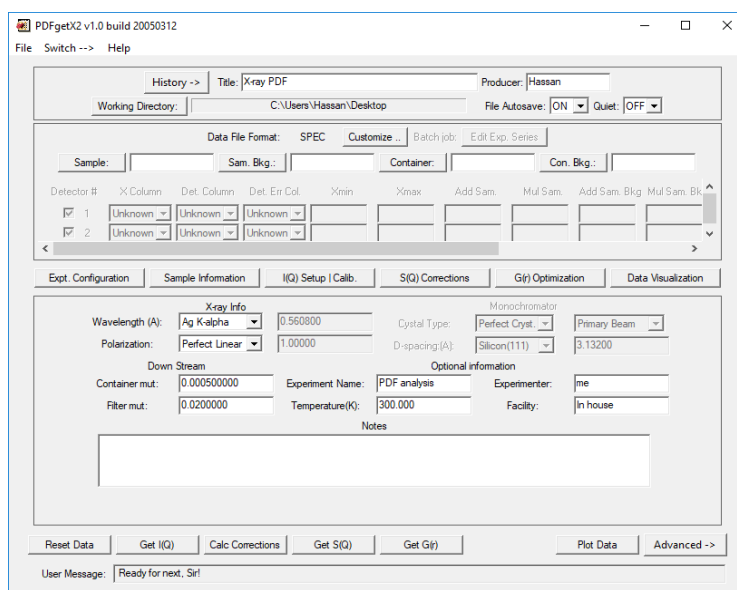 PDFgetX2 v1.0 build 20050312
File Switch --> Help
History -> Title: X-ray PDF Producer: Hassan
Working Directory: C:\Users\Hassan\Desktop File Autosave: ON Quiet: OFF
Data File Format: SPEC Customize .. Batch job: Edit Exp. Series
Sample: Sam. Bkg.: Container: Con. Bkg.:
Detector # X Column Det. Column Det. Err Col. Xmin Xmax Add Sam. Mul Sam. Add Sam. Bkg Mul Sam. Bk
1 Unknown Unknown Unknown
2 Unknown Unknown Unknown
Expt. Configuration Sample Information I(Q) Setup | Calib. S(Q) Corrections G(r) Optimization Data Visualization
X-ray Info Monochromator
Wavelength (A): Ag K-alpha 0.560800 Cystal Type: Perfect Cryst. Primary Beam
Polarization: Perfect Linear 1.00000 D-spacing:(A): Silicon(111) 3.13200
Down Stream Optional information
Container mut: 0.000500000 Experiment Name: PDF analysis Experimenter: me
Filter mut: 0.0200000 Temperature(K): 300.000 Facility: In house
Notes
Reset Data Get I(Q) Calc Corrections Get S(Q) Get G(r) Plot Data Advanced ->
User Message: Ready for next, Sir!